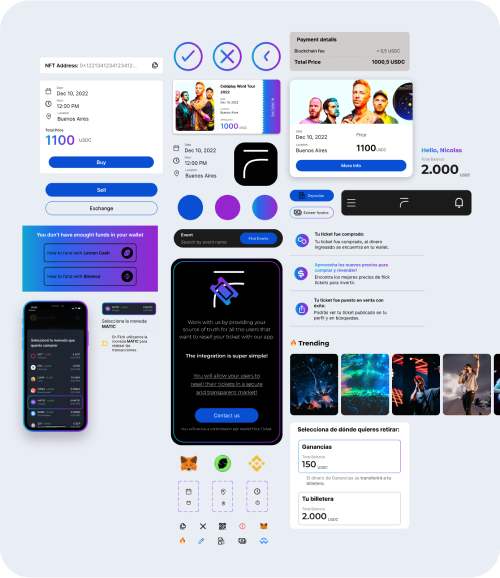 NFT Address: 0x1221341234123412...
Date
Dec 10, 2022
Hour
12:00 PM
Location
Buenos Aires
Total Price
1100 USDC
Buy
Sell
Exchange
You don't have enought funds in your wallet
How to fund with Lemon Cash
How to fund with Binance
Selecciona la moneda que querés comprar
Selecciona la moneda
MATIC
En Flick utilizamos la
moneda MATIC para
realizar las
transacciones.
Coldplay Word Tour
2022
Date
Dec 10, 2022
Location
Buenos Aires
1000 USDC
Date
Dec 10, 2022
Hour
12:00 PM
Location
Buenos Aires
Event
Search by event name
Find Events
Work with us by providing your
source of truth for all the users that
want to resell your ticket with our app.
The integration is super simple!
You will allow your users to
resell their tickets in a secure
and transparent market!
Contact us
Payment details
Blockchain fee + 0,5 USDC
Total Price 1000,5 USDC
Date
Dec 10, 2022
Location
Buenos Aires
Price
1100 USDC
More Info
Hello, Nicolas
Total Balance
2.000 USDC
Depositar
Extraer fondos
Tu ticket fue comprado:
Tu ticket fue comprado, el dinero
ingresado se encuentra en tu wallet.
Aprovecha los nuevos precios para
comprar y revender!
Encontra los mejores precios de flick
tickets para invertir.
Tu ticket fue puesto en venta con
éxito:
Podrás ver tu ticket publicado en tu
perfil y en búsquedas.
Trending
Selecciona de dónde quieres retirar:
Ganancias
Total Balance
150 USDC
El dinero de Ganancias se transferirá a tu
billetera.
Tu billetera
Total Balance
2.000 USDC